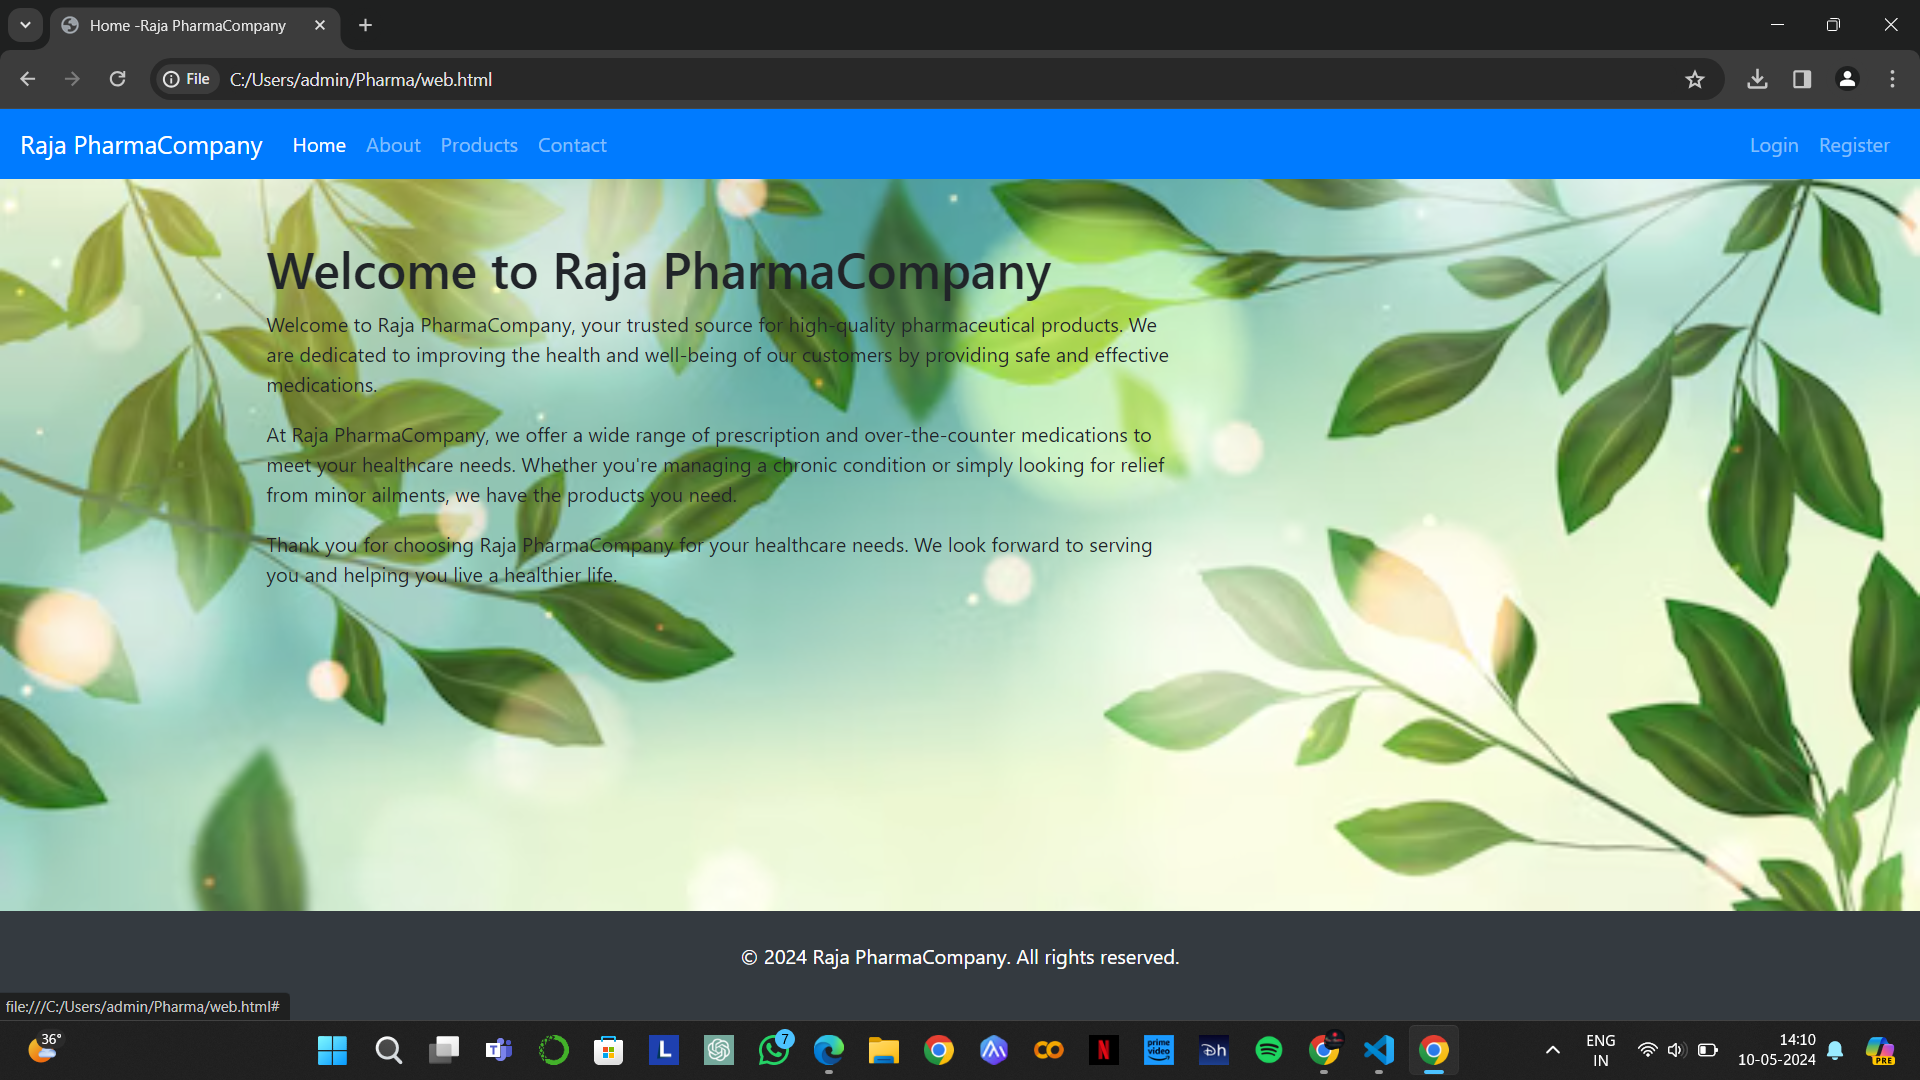 Home -Raja PharmaCompany
File
C:/Users/admin/Pharma/web.html
Raja PharmaCompany Home About Products Contact Login Register
Welcome to Raja PharmaCompany
Welcome to Raja PharmaCompany, your trusted source for high-quality pharmaceutical products. We
are dedicated to improving the health and well-being of our customers by providing safe and effective
medications.
At Raja PharmaCompany, we offer a wide range of prescription and over-the-counter medications to
meet your healthcare needs. Whether you're managing a chronic condition or simply looking for relief
from minor ailments, we have the products you need.
Thank you for choosing Raja PharmaCompany for your healthcare needs. We look forward to serving
you and helping you live a healthier life.
© 2024 Raja PharmaCompany. All rights reserved.
file:///C:/Users/admin/Pharma/web.html#
36°
T
L
7
N
prime
video
Dh
ENG
IN
14:10
10-05-2024
PRE